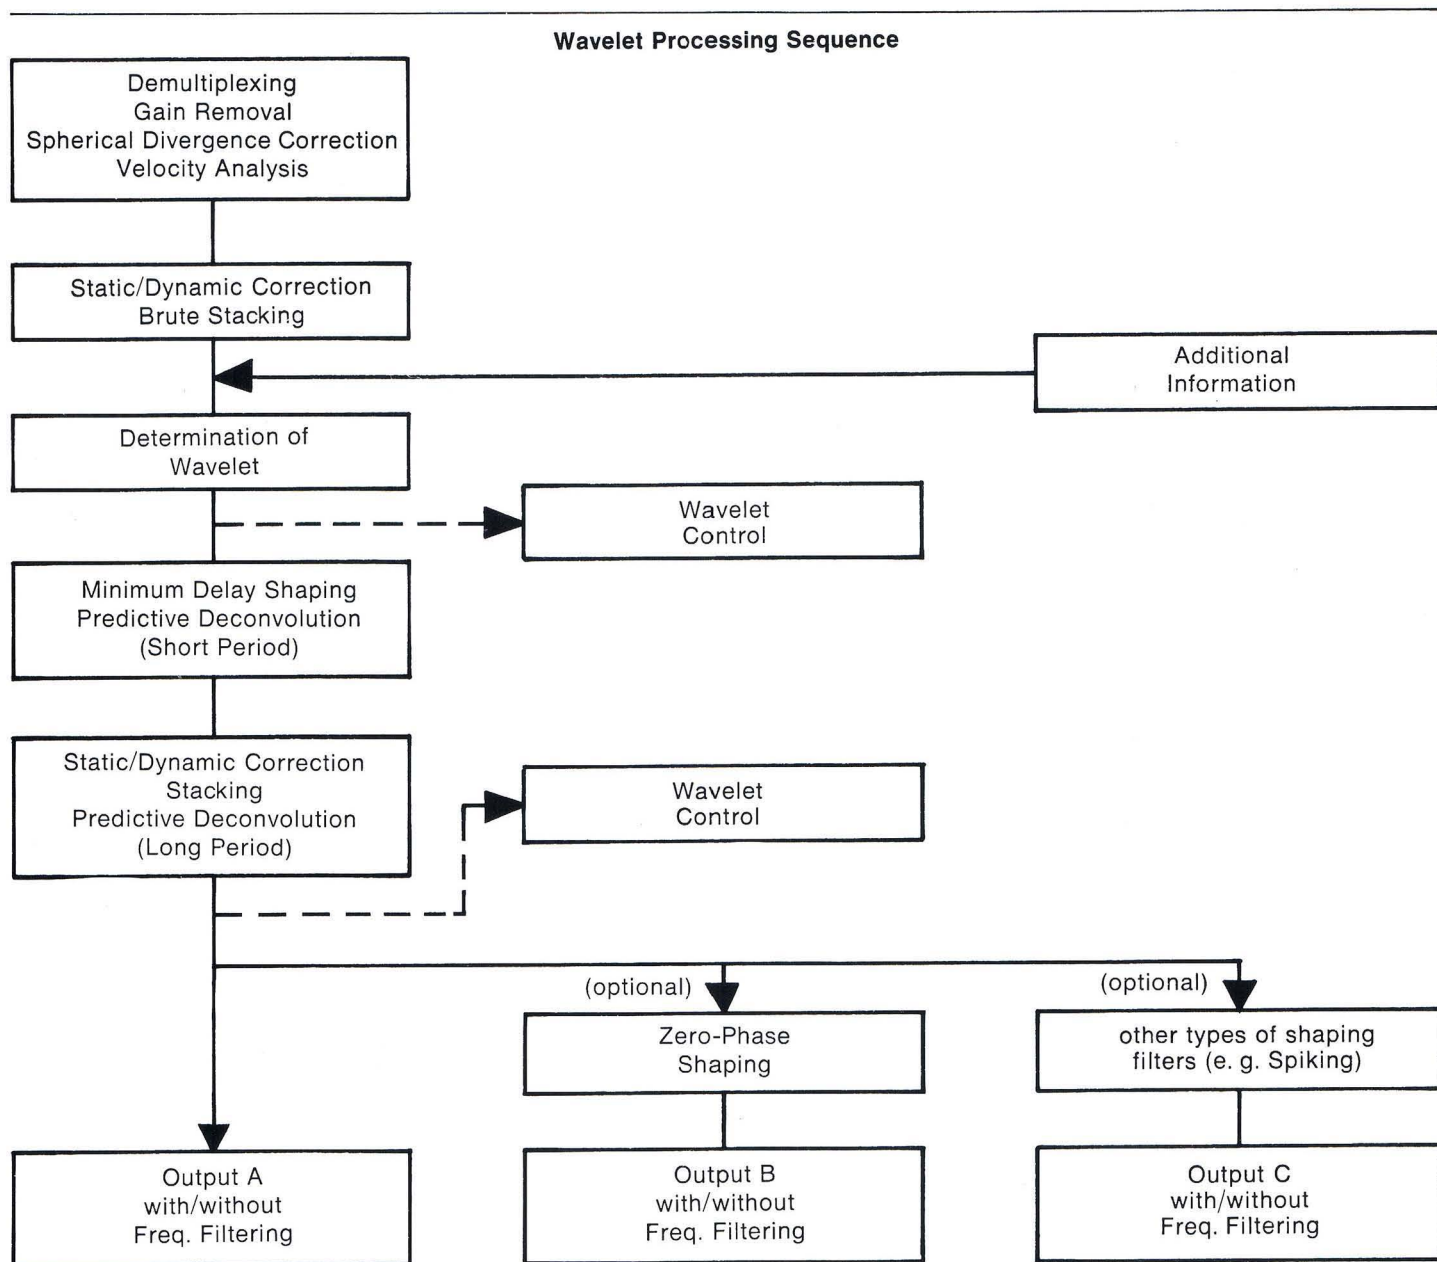 Wavelet Processing Sequence
Demultiplexing
Gain Removal
Spherical Divergence Correction
Velocity Analysis
Static/Dynamic Correction
Brute Stacking
Additional
Information
Determination of
Wavelet
Wavelet
Control
Minimum Delay Shaping
Predictive Deconvolution
(Short Period)
Static/Dynamic Correction
Stacking
Predictive Deconvolution
(Long Period)
Wavelet
Control
(optional)
(optional)
Zero-Phase
Shaping
other types of shaping
filters (e. g. Spiking)
Output A
with/without
Freq. Filtering
Output B
with/without
Freq. Filtering
Output C
with/without
Freq. Filtering